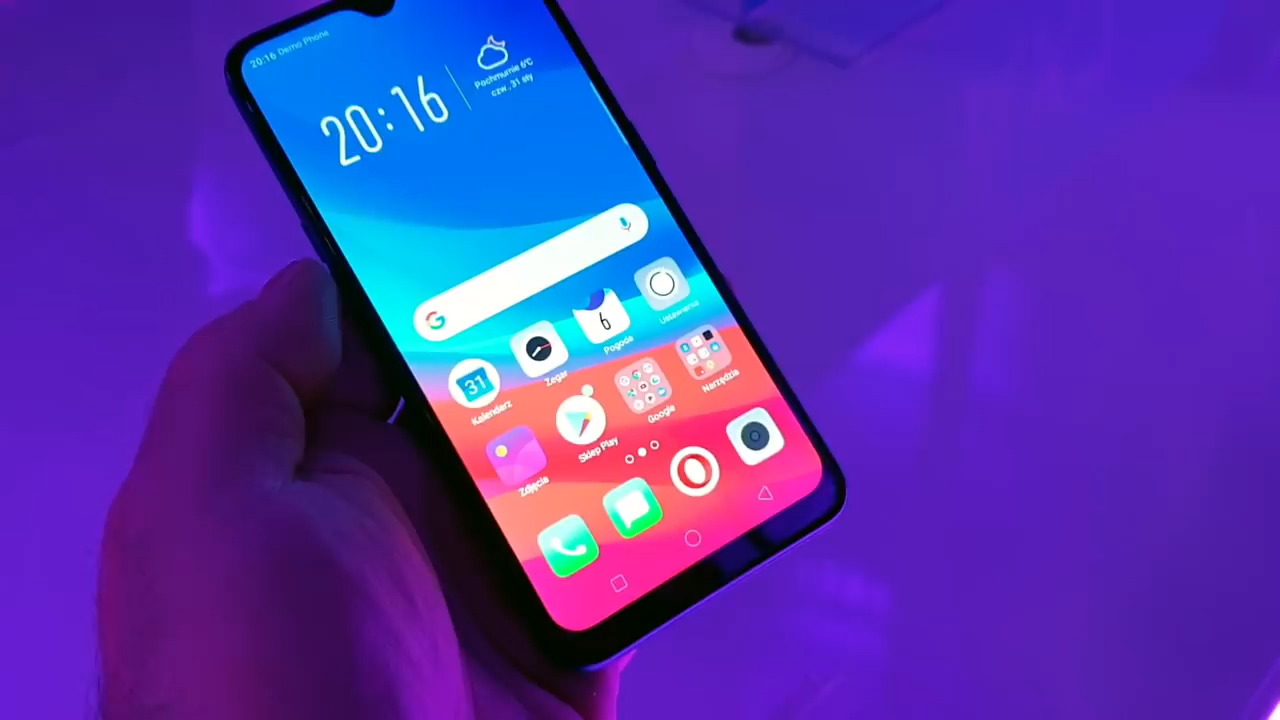 20:16 Demo Phone
20:16
Pochmurnie 6°C
czw., 31 sty
31
Kalendarz
Zegar
6
Pogoda
Ustawienia
Zdjęcia
Sklep Play
Google
Narzędzia